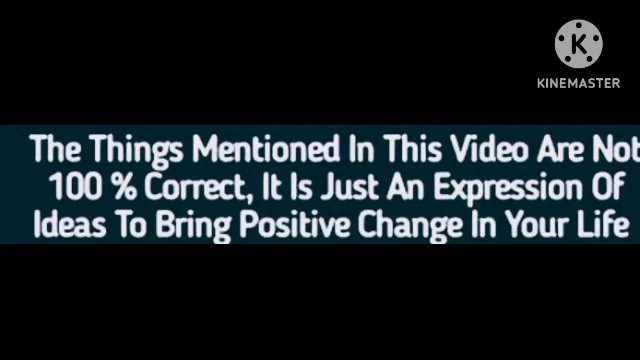 K
KINEMASTER
The Things Mentioned In This Video Are Not
100 % Correct, It Is Just An Expression Of
Ideas To Bring Positive Change In Your Life